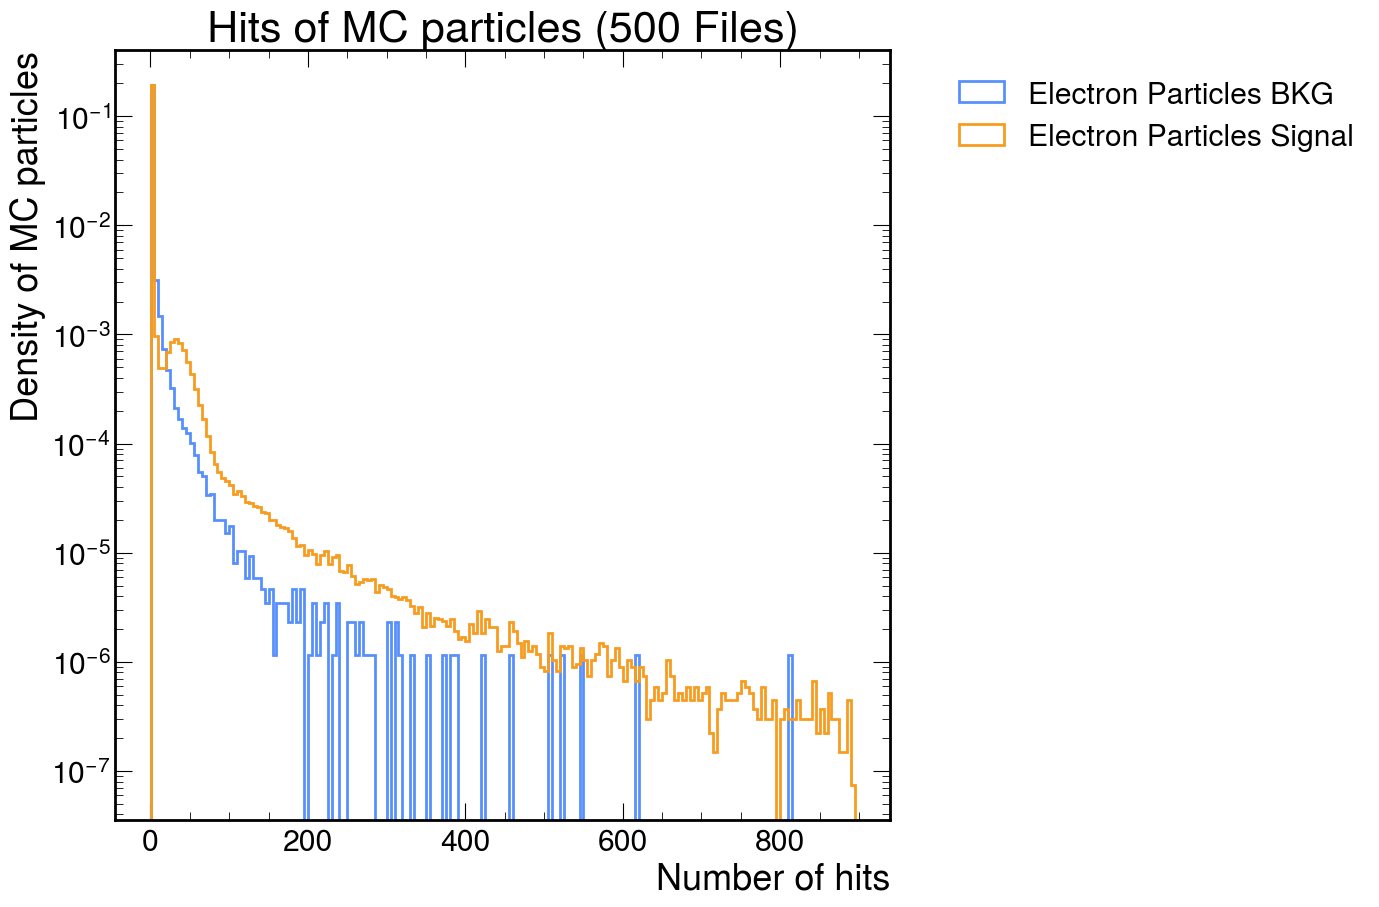 Hits of MC particles (500 Files)
Density of MC particles
10⁻¹
10⁻²
10⁻³
10⁻⁴
10⁻⁵
10⁻⁶
10⁻⁷
0 200 400 600 800
Number of hits
Electron Particles BKG
Electron Particles Signal